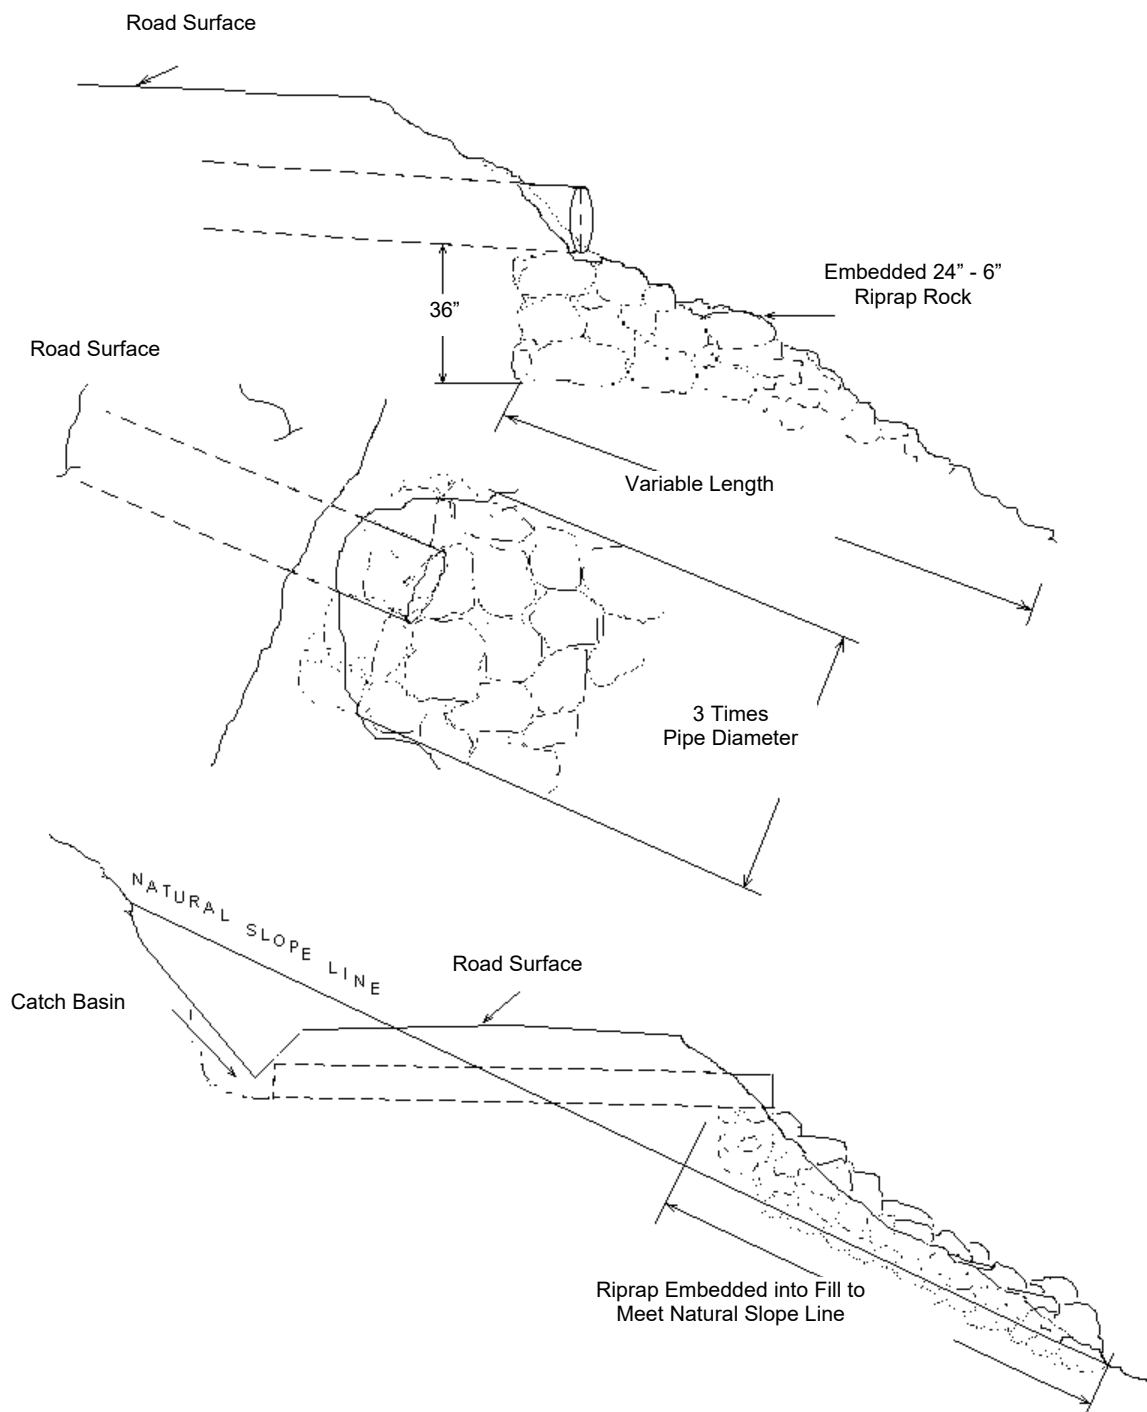 Road Surface
Embedded 24” - 6”
Riprap Rock
36”
Road Surface
Variable Length
3 Times
Pipe Diameter
NATURAL SLOPE LINE
Road Surface
Catch Basin
Riprap Embedded into Fill to
Meet Natural Slope Line